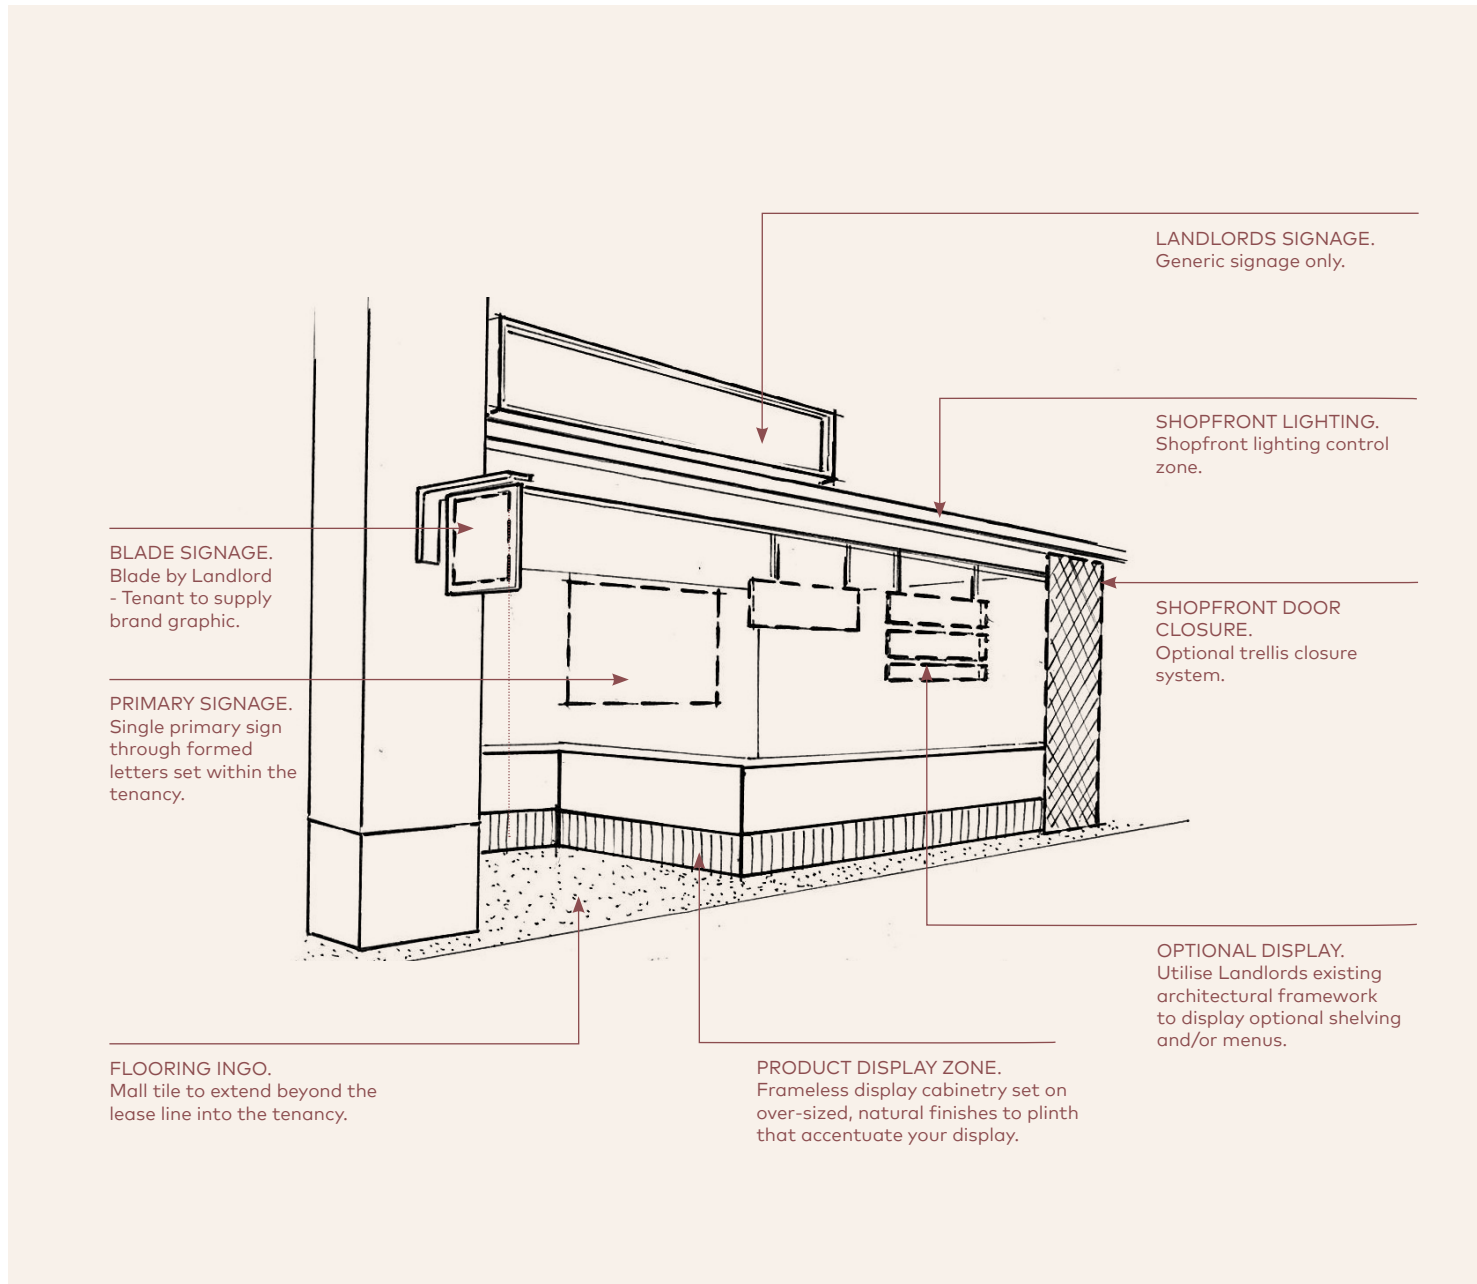 LANDLORDS SIGNAGE.
Generic signage only.
SHOPFRONT LIGHTING.
Shopfront lighting control
zone.
BLADE SIGNAGE.
Blade by Landlord
- Tenant to supply
brand graphic.
SHOPFRONT DOOR
CLOSURE.
Optional trellis closure
system.
PRIMARY SIGNAGE.
Single primary sign
through formed
letters set within the
tenancy.
OPTIONAL DISPLAY.
Utilise Landlords existing
architectural framework
to display optional shelving
and/or menus.
FLOORING INGO.
Mall tile to extend beyond the
lease line into the tenancy.
PRODUCT DISPLAY ZONE.
Frameless display cabinetry set on
over-sized, natural finishes to plinth
that accentuate your display.